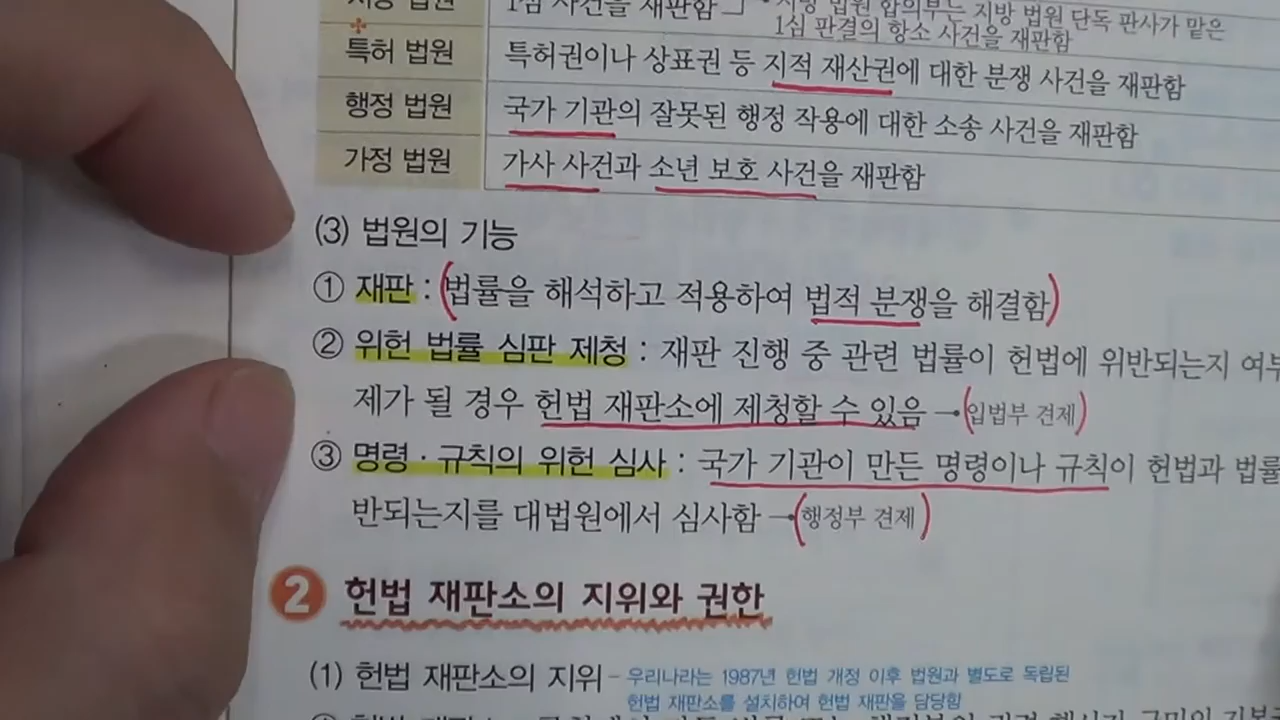 지방 법원 1심 사건을 재판함 지방 법원 합의부는 지방 법원 단독 판사가 맡은
1심 판결의 항소 사건을 재판함
특허 법원 특허권이나 상표권 등 지적 재산권에 대한 분쟁 사건을 재판함
행정 법원 국가 기관의 잘못된 행정 작용에 대한 소송 사건을 재판함
가정 법원 가사 사건과 소년 보호 사건을 재판함
(3) 법원의 기능
① 재판 : (법률을 해석하고 적용하여 법적 분쟁을 해결함)
② 위헌 법률 심판 제청 : 재판 진행 중 관련 법률이 헌법에 위반되는지 여부
제가 될 경우 헌법 재판소에 제청할 수 있음 → (입법부 견제)
③ 명령·규칙의 위헌 심사 : 국가 기관이 만든 명령이나 규칙이 헌법과 법률
반되는지를 대법원에서 심사함 → (행정부 견제)
2 헌법 재판소의 지위와 권한
(1) 헌법 재판소의 지위 - 우리나라는 1987년 헌법 개정 이후 법원과 별도로 독립된
헌법 재판소를 설치하여 헌법 재판을 담당함